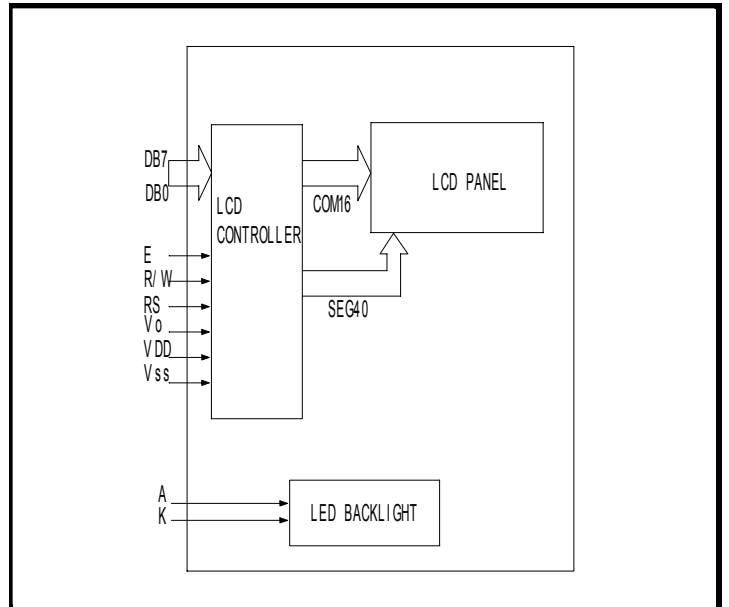 DB7
DB0
LCD
CONTROLLER
COM16
LCD PANEL
SEG40
E
R/W
RS
Vo
VDD
Vss
A
K
LED BACKLIGHT